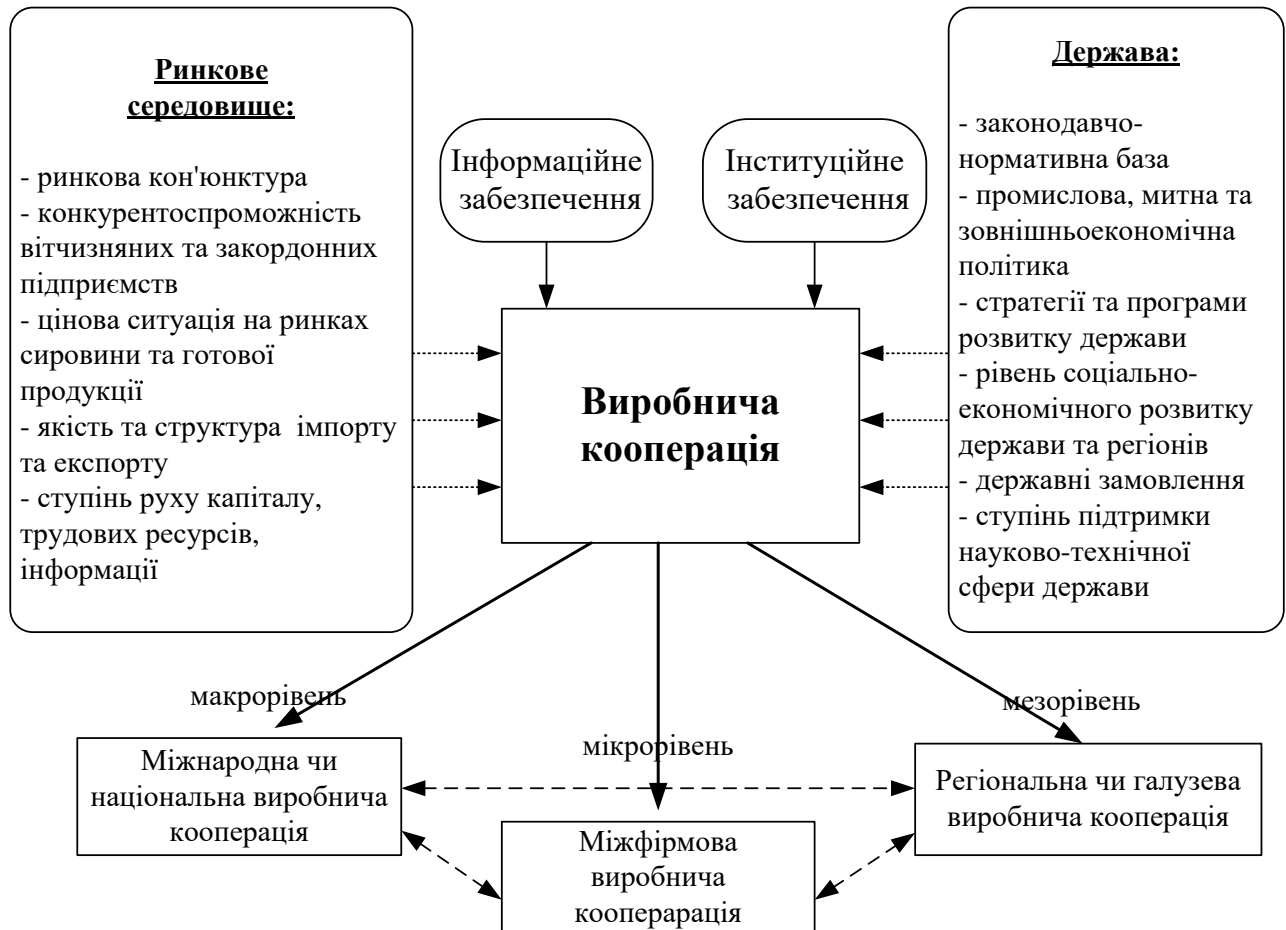 Ринкове
середовище:
- ринкова кон'юнктура
- конкурентоспроможність
вітчизняних та закордонних
підприємств
- цінова ситуація на ринках
сировини та готової
продукції
- якість та структура імпорту
та експорту
- ступінь руху капіталу,
трудових ресурсів,
інформації
Інформаційне
забезпечення
Інституційне
забезпечення
Держава:
- законодавчо-
нормативна база
- промислова, митна та
зовнішньоекономічна
політика
- стратегії та програми
розвитку держави
- рівень соціально-
економічного розвитку
держави та регіонів
- державні замовлення
- ступінь підтримки
науково-технічної
сфери держави
Виробнича
кооперація
макрорівень
мікрорівень
мезорівень
Міжнародна чи
національна виробнича
кооперація
Міжфірмова
виробнича
коопеpарація
Регіональна чи галузева
виробнича кооперація